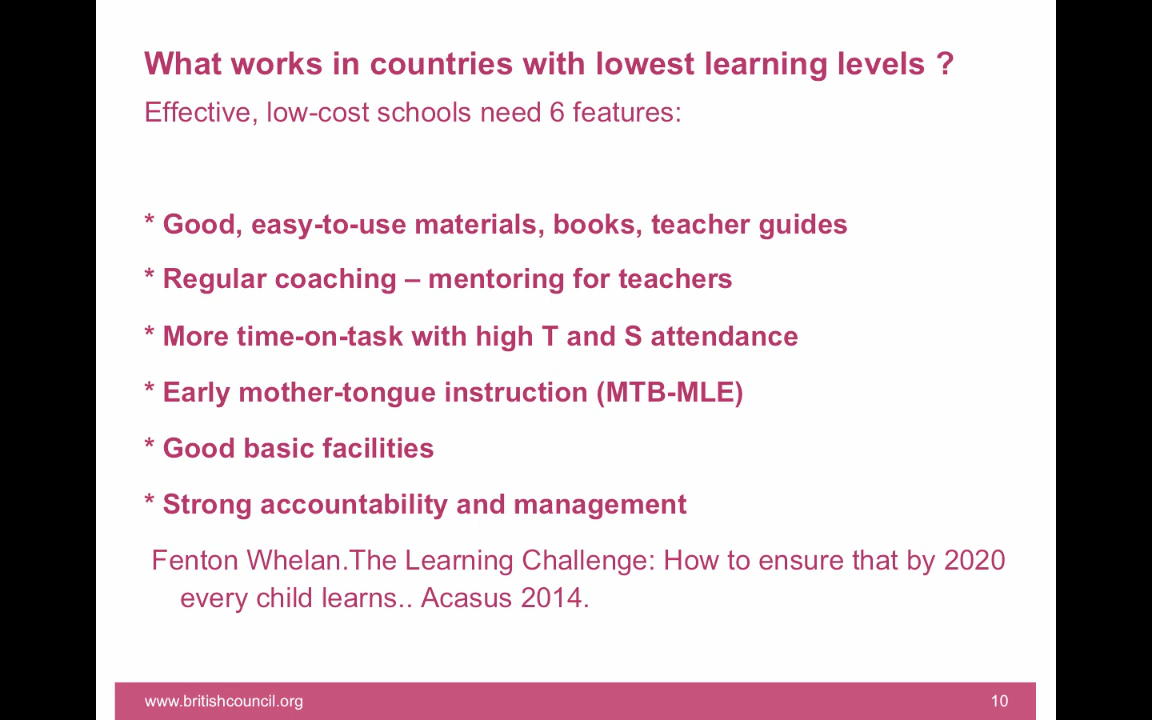 What works in countries with lowest learning levels ?
Effective, low-cost schools need 6 features:
* Good, easy-to-use materials, books, teacher guides
* Regular coaching – mentoring for teachers
* More time-on-task with high T and S attendance
* Early mother-tongue instruction (MTB-MLE)
* Good basic facilities
* Strong accountability and management
Fenton Whelan.The Learning Challenge: How to ensure that by 2020
every child learns.. Acasus 2014.
www.britishcouncil.org 10